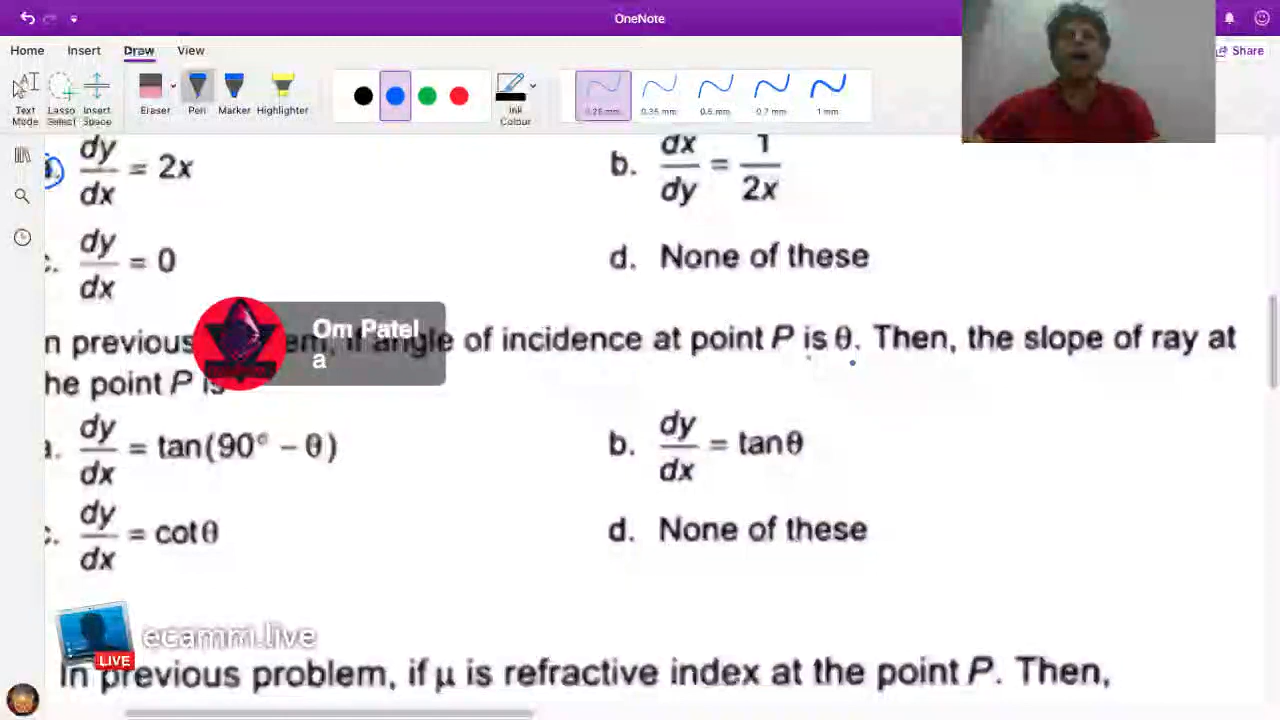 OneNote
Home Insert Draw View
Share
Text Mode
Lasso Select
Insert Space
Eraser
Pen
Marker
Highlighter
Ink Colour
0.25 mm
0.35 mm
0.5 mm
0.7 mm
1 mm
dy/dx = 2x
b. dx/dy = 1/2x
c. dy/dx = 0
d. None of these
n previous em, if angle of incidence at point P is θ. Then, the slope of ray at
he point P is
Om Patel
a
a. dy/dx = tan(90° − θ)
b. dy/dx = tanθ
c. dy/dx = cotθ
d. None of these
ecamm.live
LIVE
In previous problem, if μ is refractive index at the point P. Then,